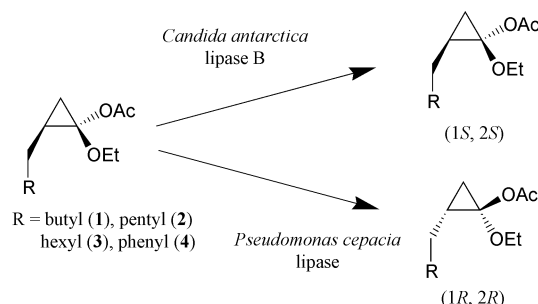 Candida antarctica
lipase B
OAc
OEt
R
(1S, 2S)
OAc
OEt
R
R = butyl (1), pentyl (2)
hexyl (3), phenyl (4)
Pseudomonas cepacia
lipase
OAc
OEt
R
(1R, 2R)